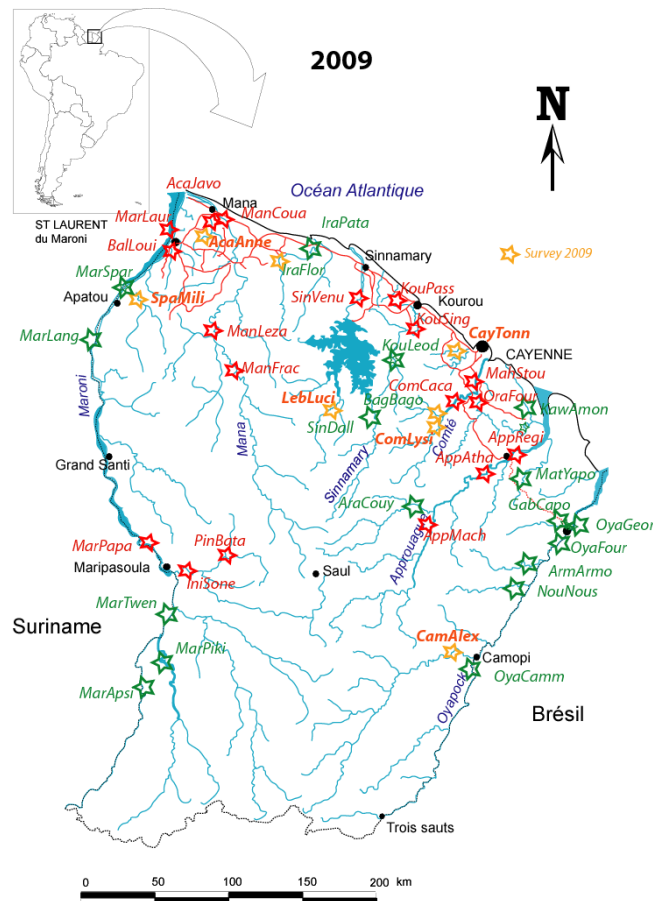 2009
N
Océan Atlantique
AcaJavo
Mana
ManCoua
IraPata
ST LAURENT
du Maroni
MarLaur
BalLoui
AcaAnne
IraFlor
Sinnamary
Survey 2009
MarSpar
Apatou
SpaMili
SinVenu
KouPass
Kourou
KouSing
MarLang
ManLeza
CayTonn
CAYENNE
KouLeod
ManFrac
ComCaca
ManStou
OraFour
Maroni
Mana
LebLuci
BagBago
KawAmon
SinDall
ComLysi
Comté
AppRegi
Grand Santi
Sinnamary
AppAtha
MatYapo
AraCouy
GabCapo
OyaGeor
AppMach
Approuague
OyaFour
MarPapa
PinBata
Maripasoula
IniSone
Saul
ArmArmo
NouNous
MarTwen
Suriname
CamAlex
MarPiki
Camopi
OyaCamm
MarApsi
Oyapock
Brésil
Trois sauts
0 50 100 150 200 km